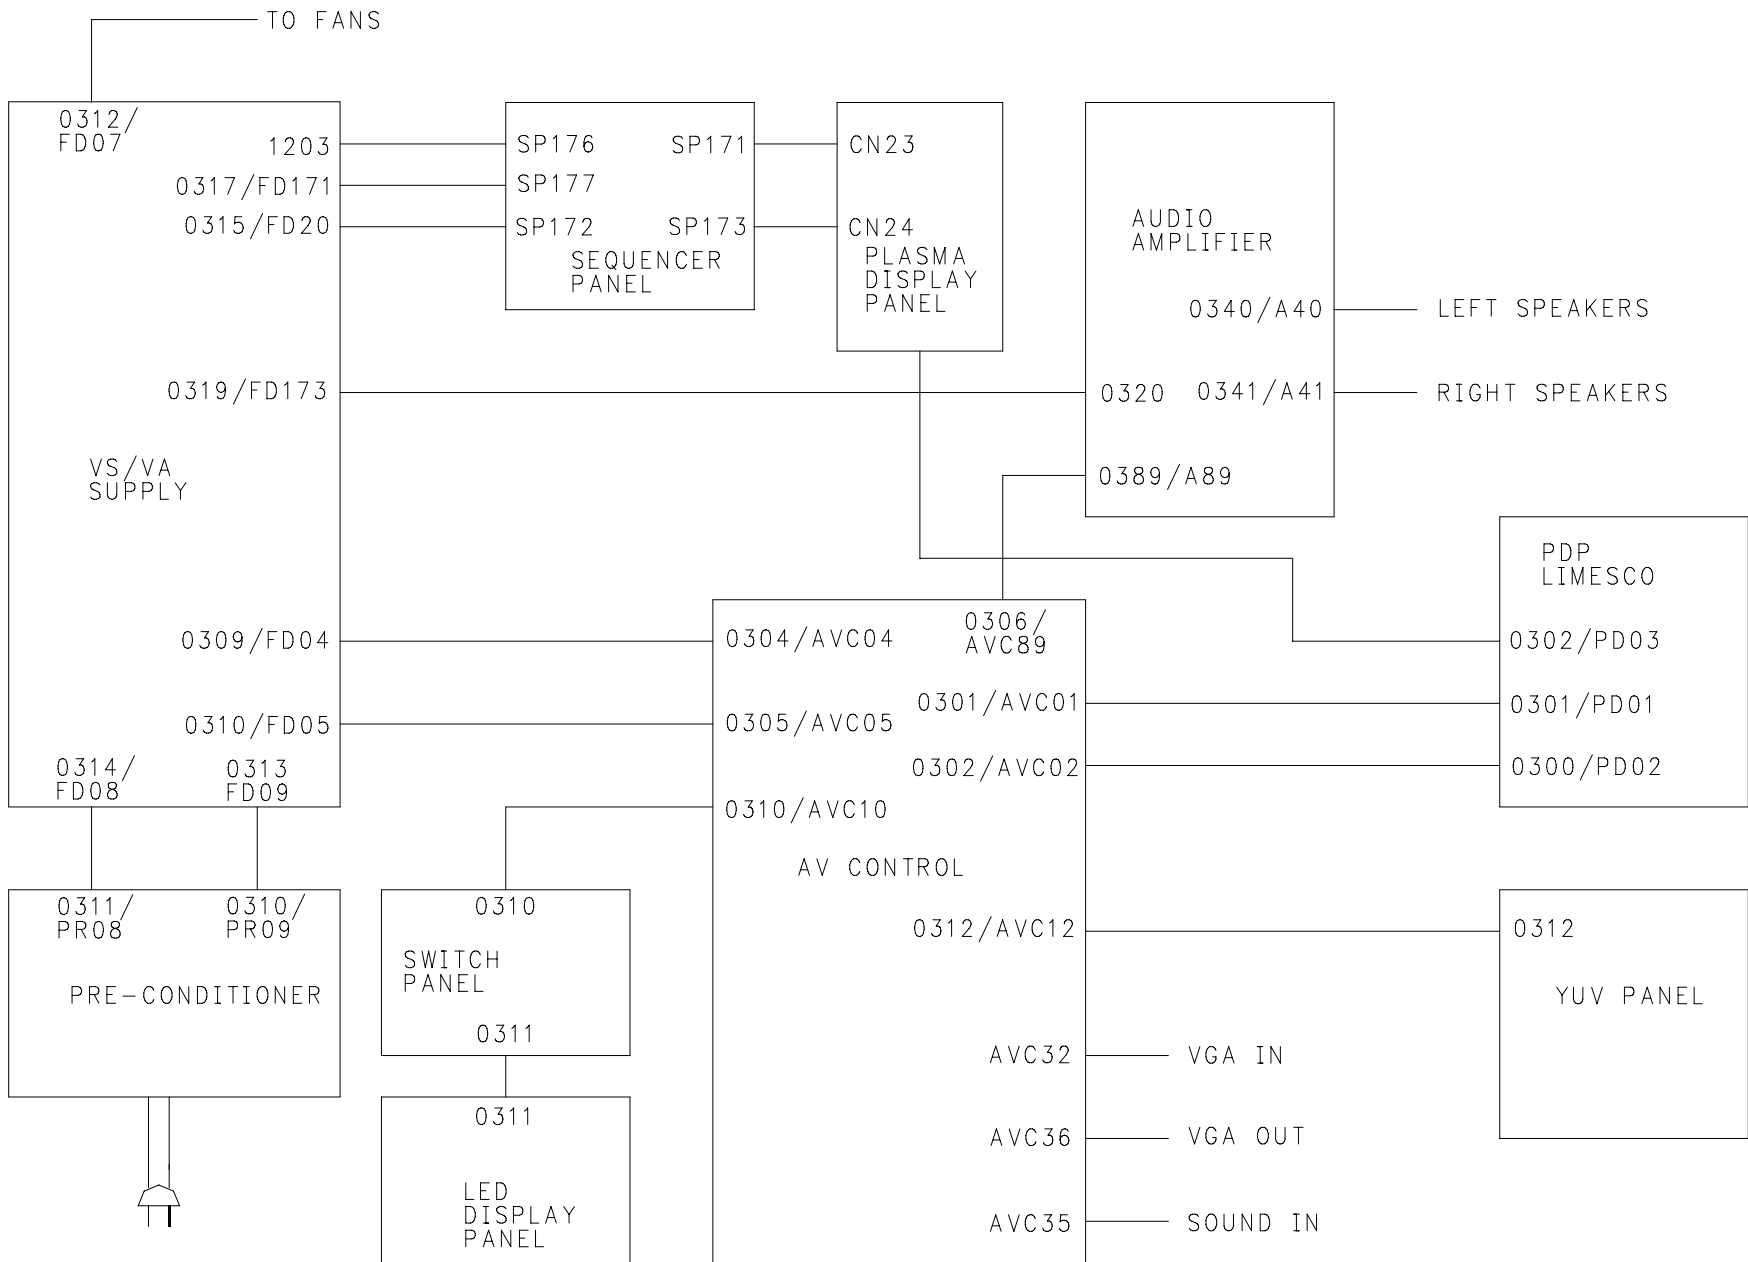 TO FANS
0312/
FD07
1203
0317/FD171
0315/FD20
0319/FD173
VS/VA
SUPPLY
0309/FD04
0310/FD05
0314/
FD08
0313
FD09
SP176
SP171
SP177
SP172
SP173
SEQUENCER
PANEL
CN23
CN24
PLASMA
DISPLAY
PANEL
AUDIO
AMPLIFIER
0340/A40
LEFT SPEAKERS
0320
0341/A41
RIGHT SPEAKERS
0389/A89
PDP
LIMESCO
0302/PD03
0301/PD01
0300/PD02
0304/AVC04
0306/
AVC89
0301/AVC01
0305/AVC05
0302/AVC02
0310/AVC10
AV CONTROL
0312/AVC12
AVC32
VGA IN
AVC36
VGA OUT
AVC35
SOUND IN
0312
YUV PANEL
0311/
PR08
0310/
PR09
PRE-CONDITIONER
0310
SWITCH
PANEL
0311
0311
LED
DISPLAY
PANEL